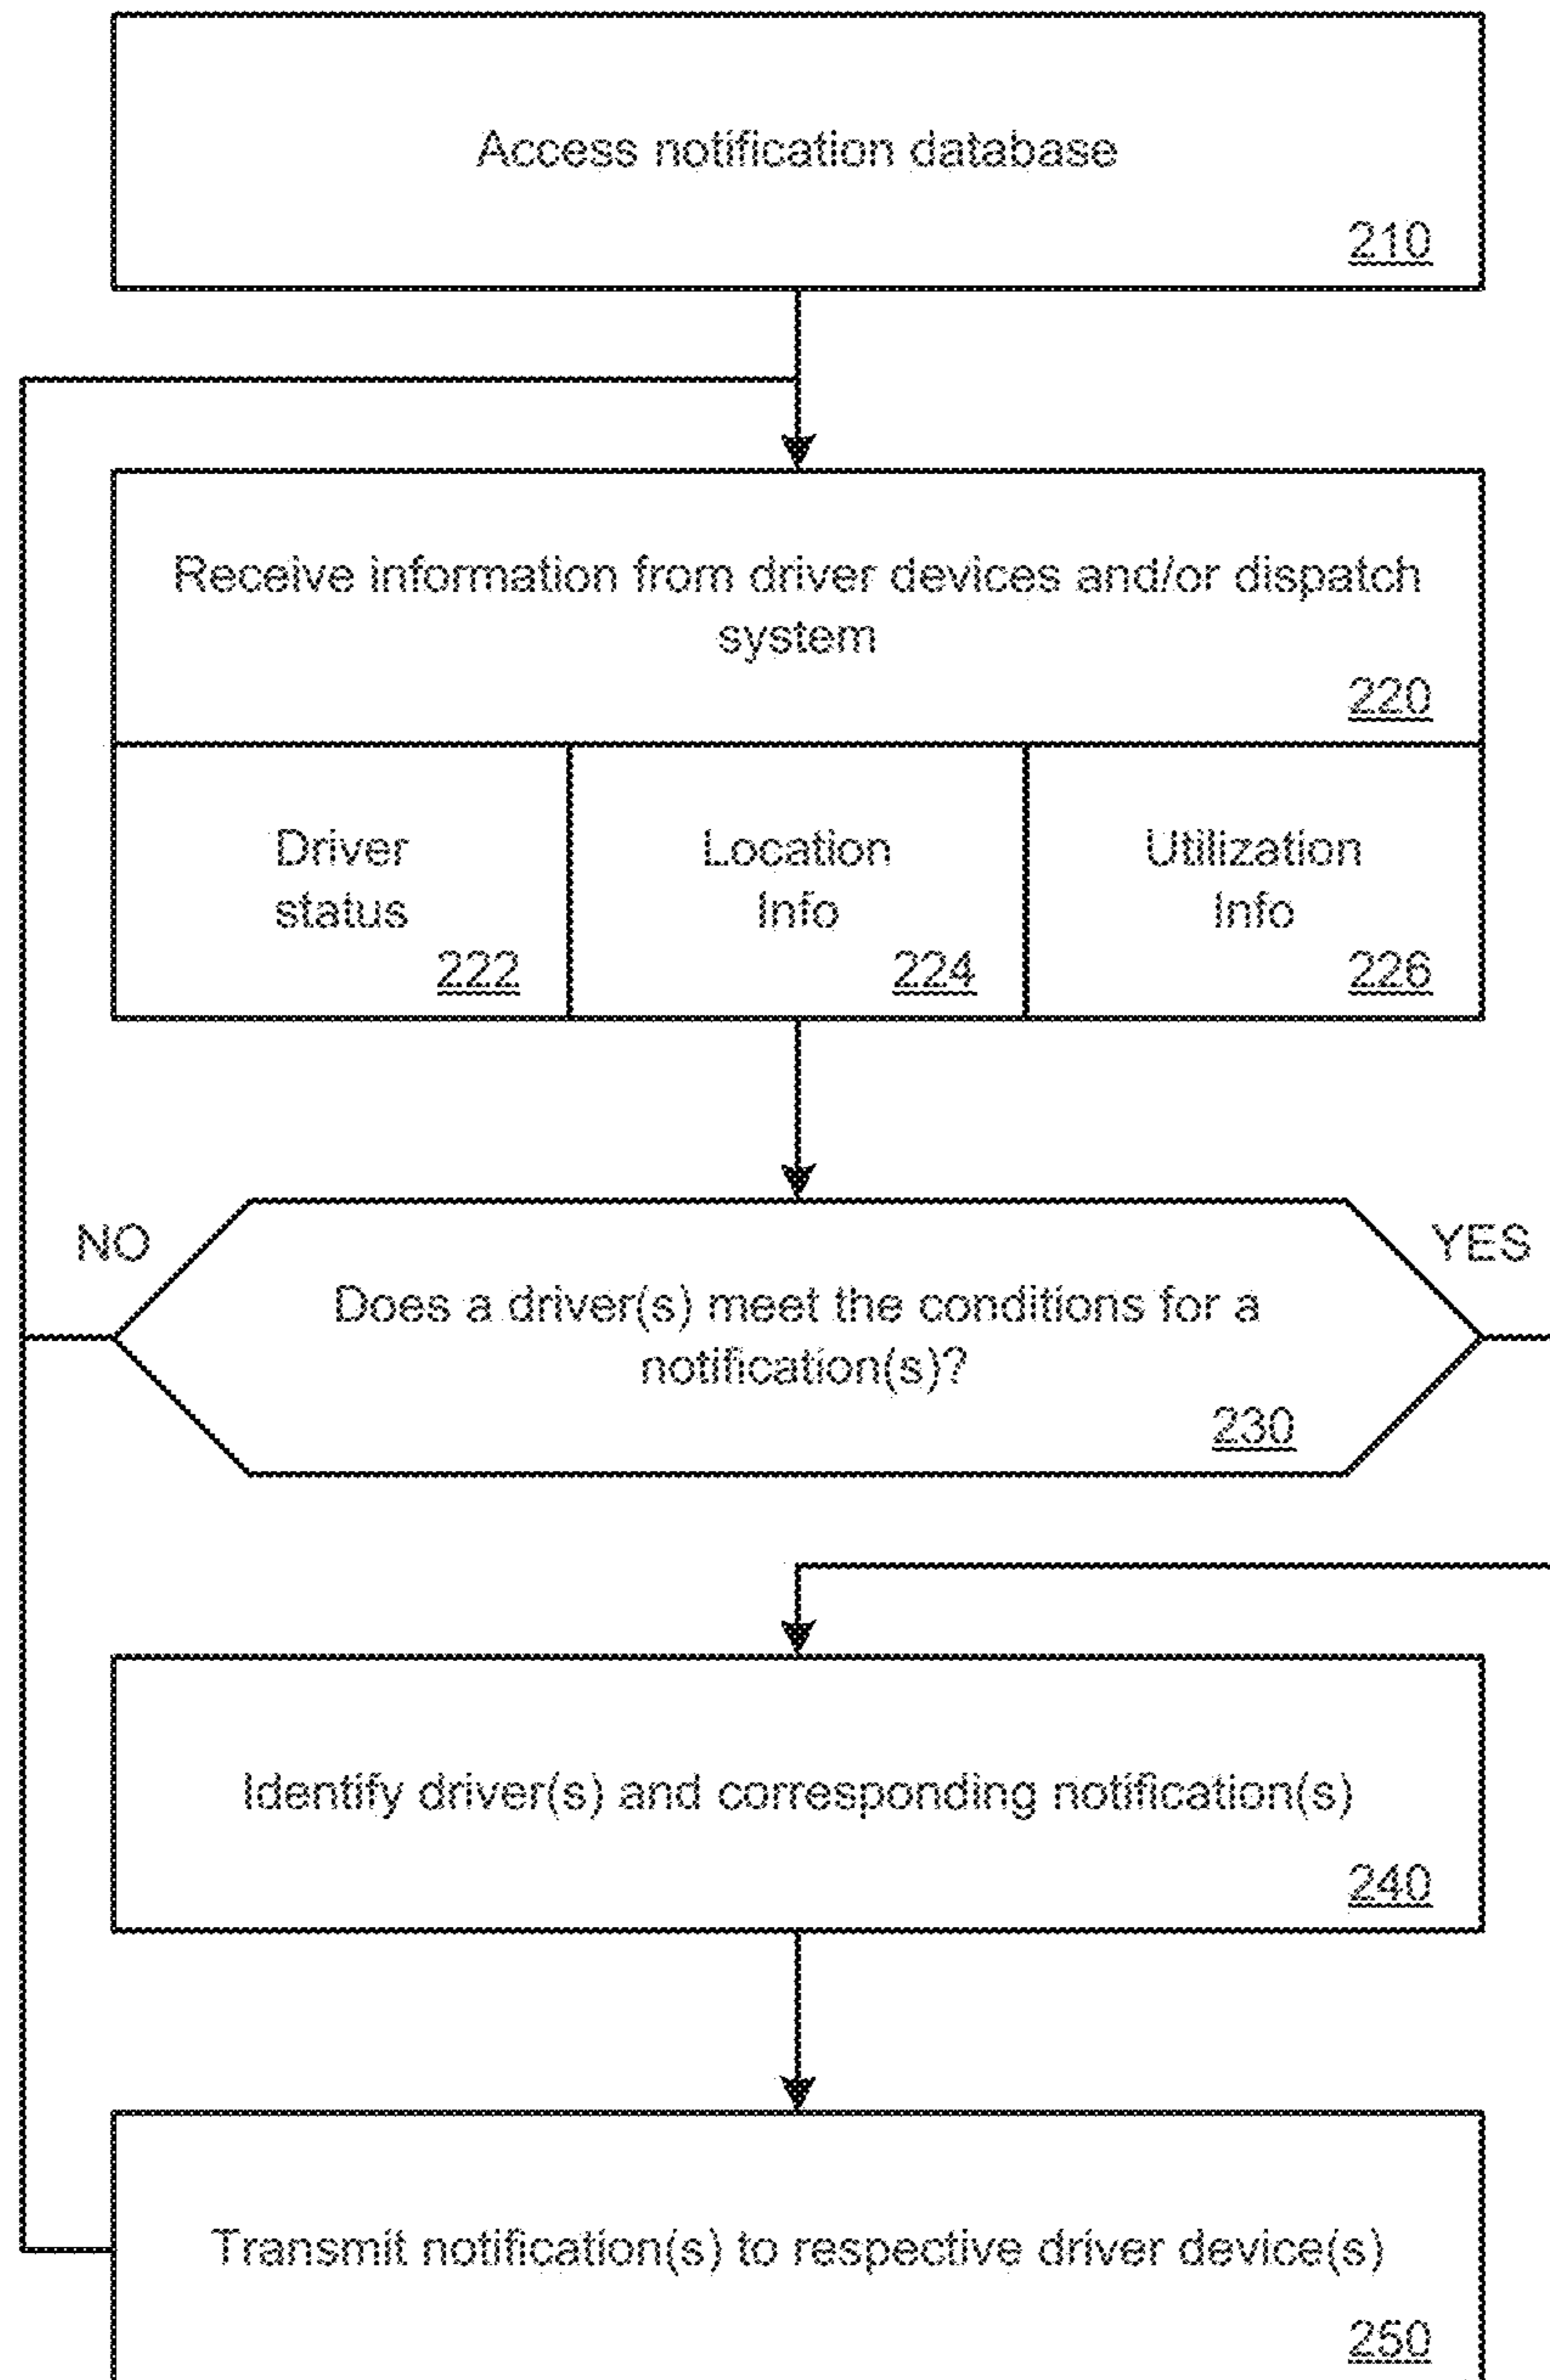 Access notification database
210
Receive information from driver devices and/or dispatch
system
220
Driver
status
222
Location
Info
224
Utilization
Info
226
NO
YES
Does a driver(s) meet the conditions for a
notification(s)?
230
Identify driver(s) and corresponding notification(s)
240
Transmit notification(s) to respective driver device(s)
250